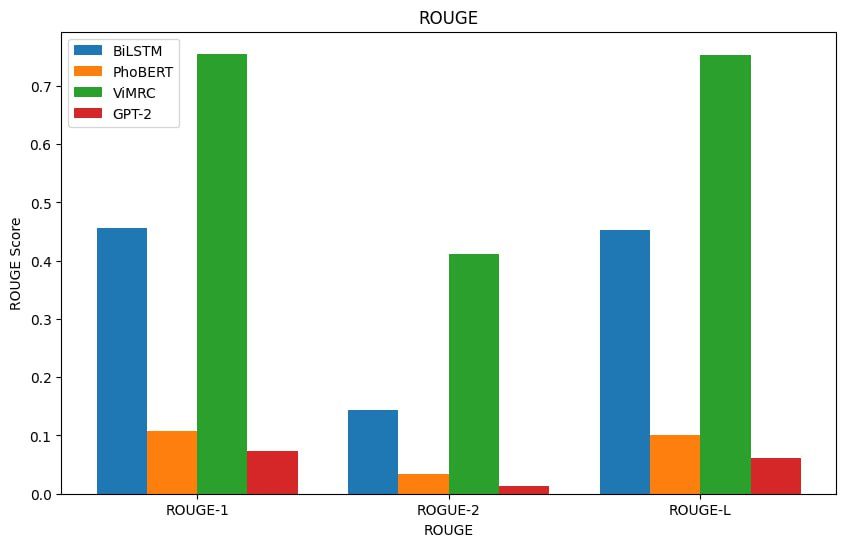 ROUGE
BiLSTM
PhoBERT
ViMRC
GPT-2
ROUGE Score
0.7
0.6
0.5
0.4
0.3
0.2
0.1
0.0
ROUGE-1
ROGUE-2
ROUGE-L
ROUGE